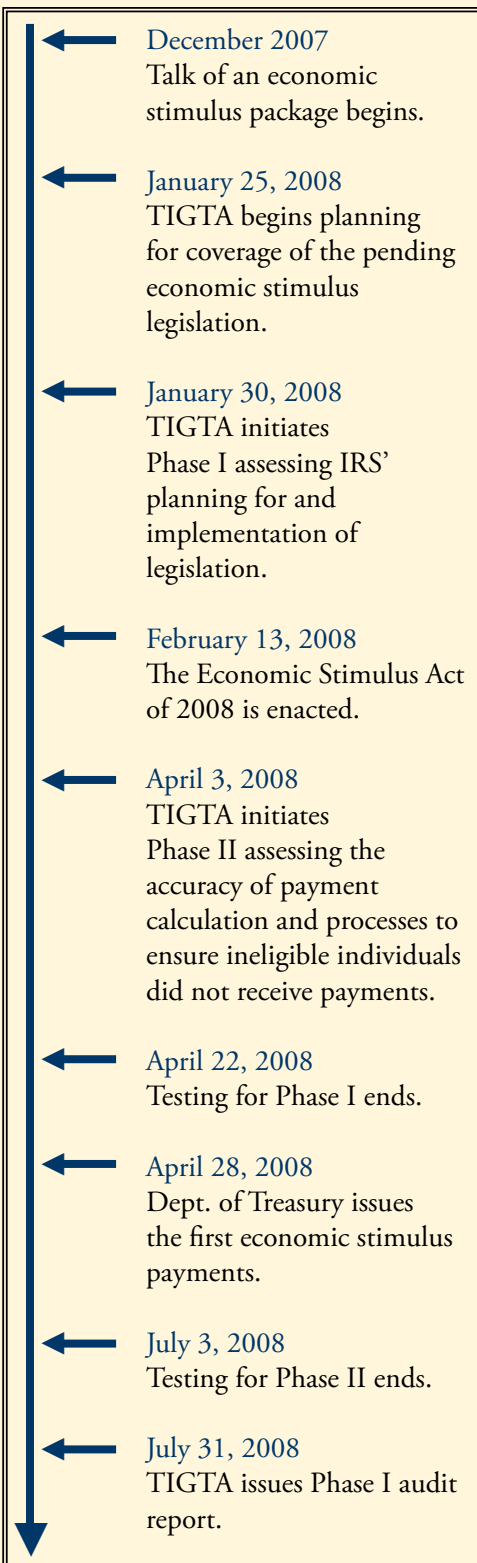 December 2007
Talk of an economic
stimulus package begins.
January 25, 2008
TIGTA begins planning
for coverage of the pending
economic stimulus
legislation.
January 30, 2008
TIGTA initiates
Phase I assessing IRS’
planning for and
implementation of
legislation.
February 13, 2008
The Economic Stimulus Act
of 2008 is enacted.
April 3, 2008
TIGTA initiates
Phase II assessing the
accuracy of payment
calculation and processes to
ensure ineligible individuals
did not receive payments.
April 22, 2008
Testing for Phase I ends.
April 28, 2008
Dept. of Treasury issues
the first economic stimulus
payments.
July 3, 2008
Testing for Phase II ends.
July 31, 2008
TIGTA issues Phase I audit
report.